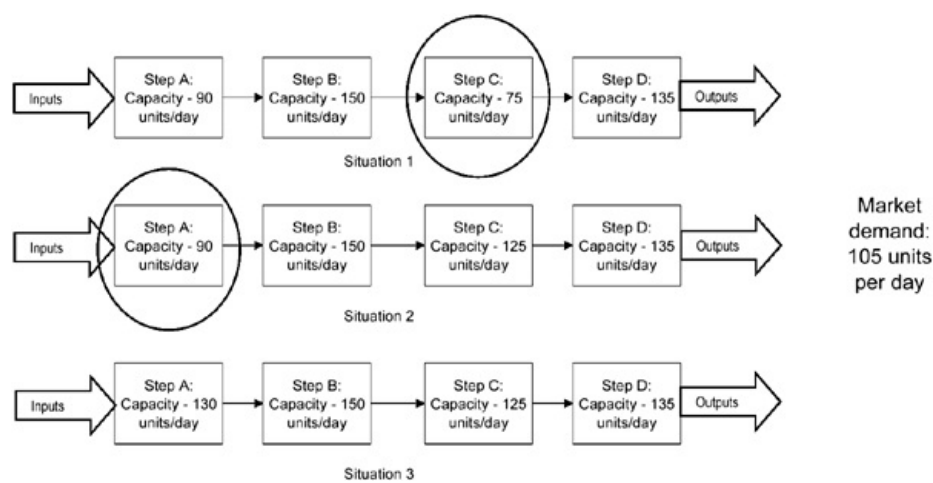 Inputs
Step A:
Capacity - 90
units/day
Step B:
Capacity - 150
units/day
Step C:
Capacity - 75
units/day
Step D:
Capacity - 135
units/day
Outputs
Situation 1
Inputs
Step A:
Capacity - 90
units/day
Step B:
Capacity - 150
units/day
Step C:
Capacity - 125
units/day
Step D:
Capacity - 135
units/day
Outputs
Situation 2
Market
demand:
105 units
per day
Inputs
Step A:
Capacity - 130
units/day
Step B:
Capacity - 150
units/day
Step C:
Capacity - 125
units/day
Step D:
Capacity - 135
units/day
Outputs
Situation 3